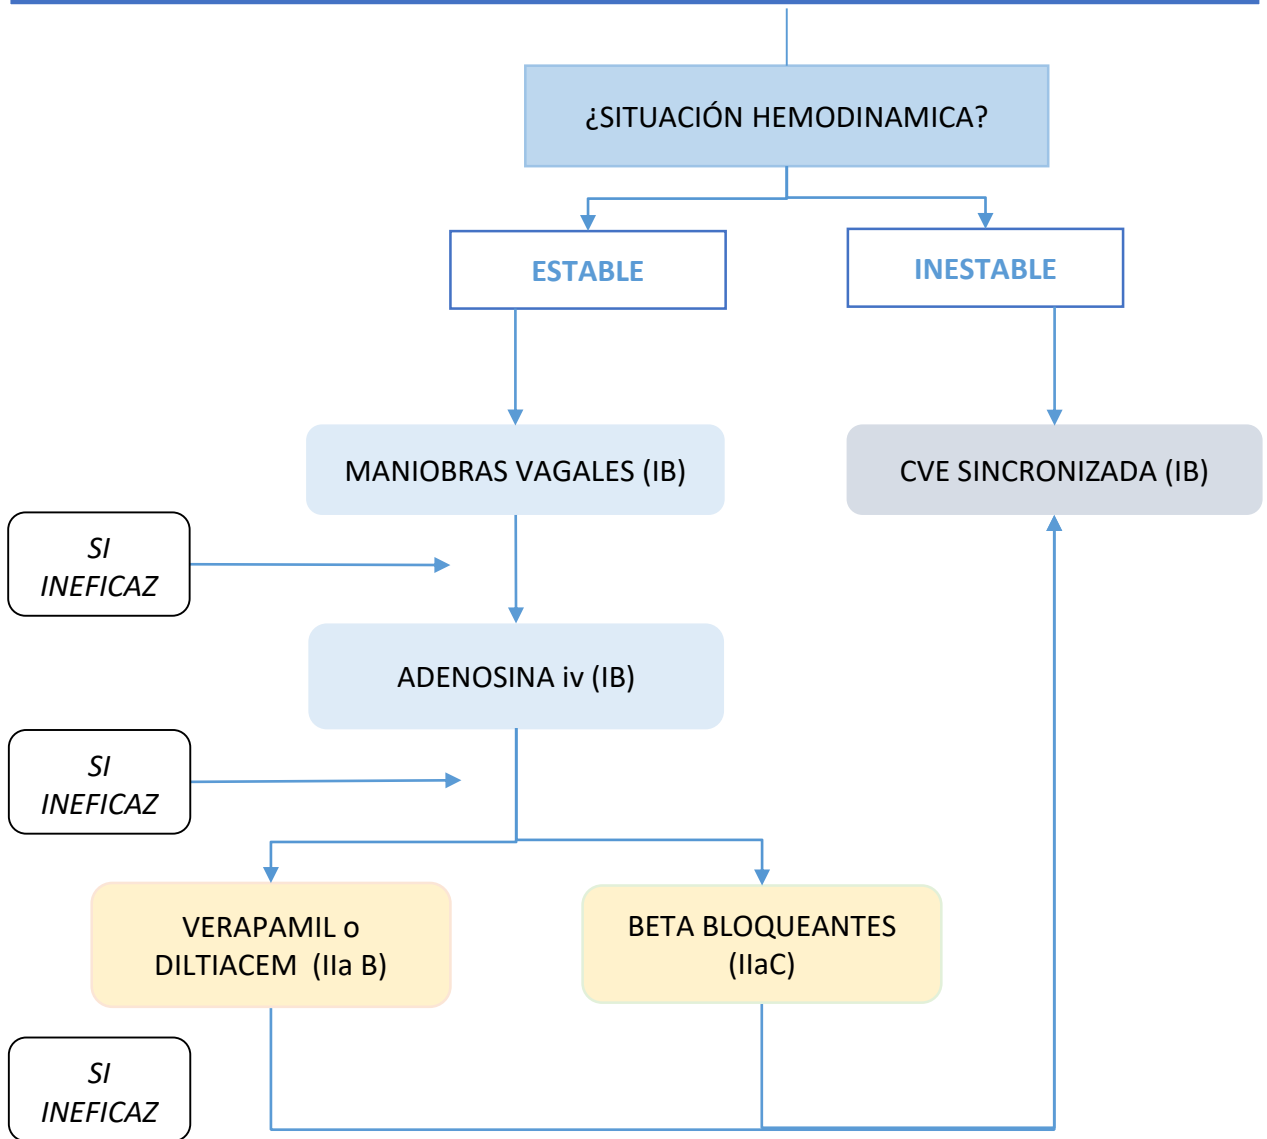 ¿SITUACIÓN HEMODINAMICA?
ESTABLE
INESTABLE
MANIOBRAS VAGALES (IB)
CVE SINCRONIZADA (IB)
SI
INEFICAZ
ADENOSINA iv (IB)
SI
INEFICAZ
VERAPAMIL o
DILTIACEM (IIa B)
BETA BLOQUEANTES
(IIaC)
SI
INEFICAZ